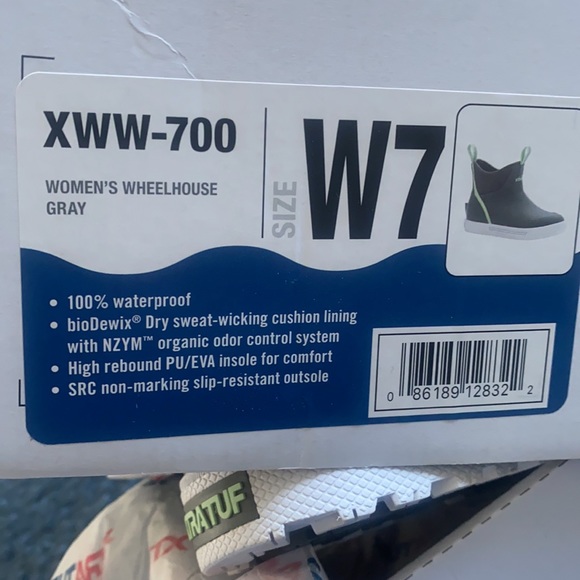 XWW-700
WOMEN'S WHEELHOUSE
GRAY
SIZE
W7
• 100% waterproof
• bioDewix® Dry sweat-wicking cushion lining
with NZYM™ organic odor control system
• High rebound PU/EVA insole for comfort
• SRC non-marking slip-resistant outsole
0 86189 12832 2
TRATUF